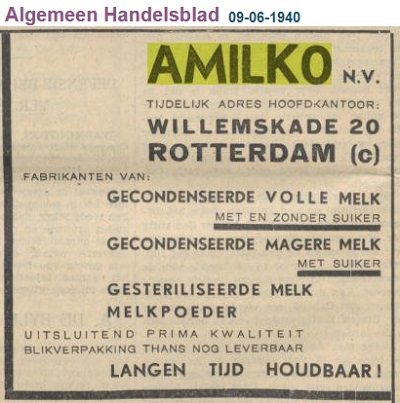 Algemeen Handelsblad 09-06-1940
AMILKO N.V.
TIJDELIJK ADRES HOOFDKANTOOR:
WILLEMSKADE 20
ROTTERDAM (c)
FABRIKANTEN VAN:
GECONDENSEERDE VOLLE MELK
MET EN ZONDER SUIKER
GECONDENSEERDE MAGERE MELK
MET SUIKER
GESTERILISEERDE MELK
MELKPOEDER
UITSLUITEND PRIMA KWALITEIT
BLIKVERPAKKING THANS NOG LEVERBAAR
LANGEN TIJD HOUDBAAR!